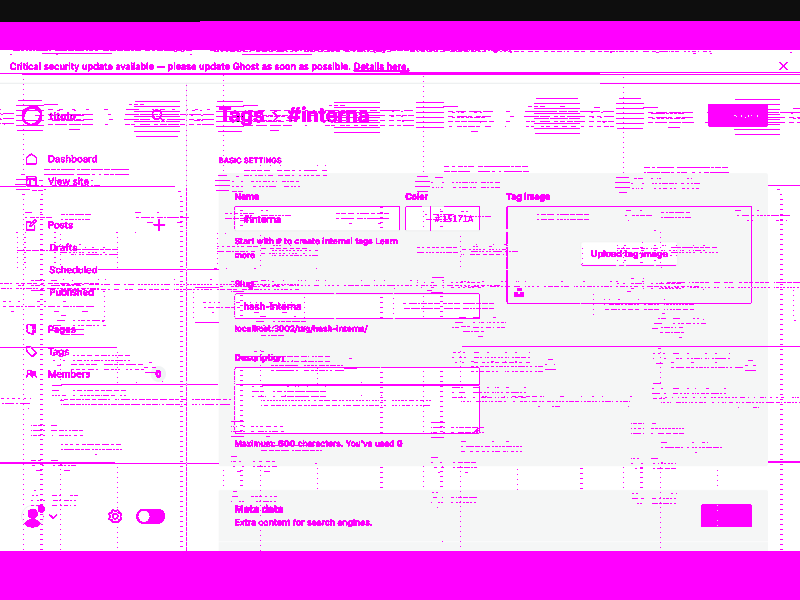 Critical security update available — please update Ghost as soon as possible. Details here.
titulo
Tags > #interna
Dashboard
View site
Posts
Drafts
Scheduled
Published
Pages
Tags
Members 0
BASIC SETTINGS
Name
Color
Tag image
#interna
#15171A
Start with # to create internal tags Learn
more
Upload tag image
Slug
hash-interna
localhost:3002/tag/hash-interna/
Description
Maximum: 500 characters. You've used 0
Meta data
Extra content for search engines.